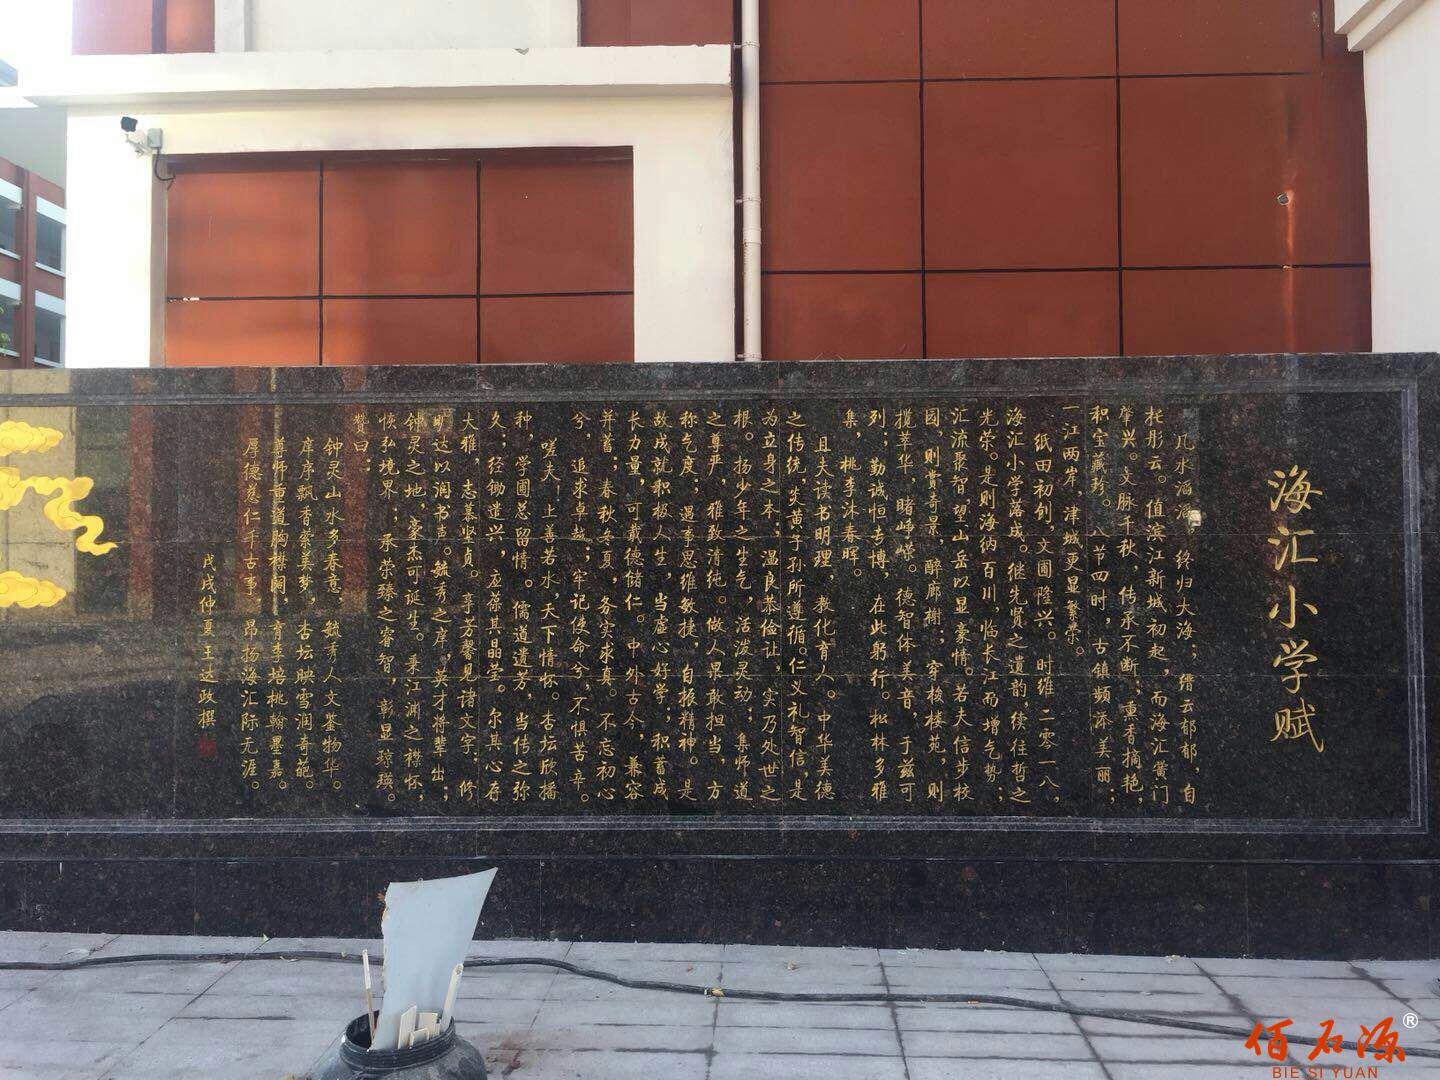 海汇小学赋
凡水滔滔，终归大海；缙云郁郁，自
托彤云。值滨江新城初起，而海汇黉门
肇兴。文脉千秋，传承不断；熏香摘艳，
积宝藏珍。八节四时，古镇频添美丽；
一江两岸，津城更显繁荣。
纸田初刨，文圃隆兴。时维二零一八，
海汇小学落成。继先贤之遗韵，续往哲之
光荣。是则海纳百川，临长江而增气势；
汇流聚智，望山岳以显豪情。若夫信步校
园，则赏奇景，醉廊榭；穿梭楼苑，则
揽萃华，睹峥嵘。德智体美音，于兹可
列；勤诚恒专博，在此躬行。松林多雅
集，桃李沐春晖。
且夫读书明理，教化育人。中华美德
之传统，炎黄子孙所遵循。仁义礼智信，是
为立身之本；温良恭俭让，实乃处世之
根。扬少年之生气，活泼灵动；集师道
之尊严，雅致清纯。做人果敢担当，方
称气度；遇事思维敏捷，自振精神。是
故成就积极人生，当虚心好学；积蓄成
长力量，可载德储仁。中外古今，兼容
并蓄；春秋冬夏，务实求真。不忘初心
兮，追求卓越；牢记使命兮，不惧苦辛。
嗟夫！上善若水，天下情怀。杏坛欣播
种，学圃总留情。儒道遗芳，当传之弥
久；经锄遣兴，应葆其晶莹。尔其心存
大雅，志慕坚贞。享芳馨见诗文字，修
明达以润书声。毓秀之庠，英才将辈出；
钟灵之地，豪杰可诞生。秉江渊之襟怀，
恢弘境界；承荣臻之睿智，彰显琼瑛。
赞曰：
钟灵山水多春意，毓秀人文鉴物华。
庠序飘香萦美梦，杏坛映雪润奇葩。
尊师重道胸襟阔，育李培桃翰墨嘉。
厚德慈仁千古事，昂扬海汇际无涯。
戊戌仲夏王达政撰
佰石源®
BIE SI YUAN